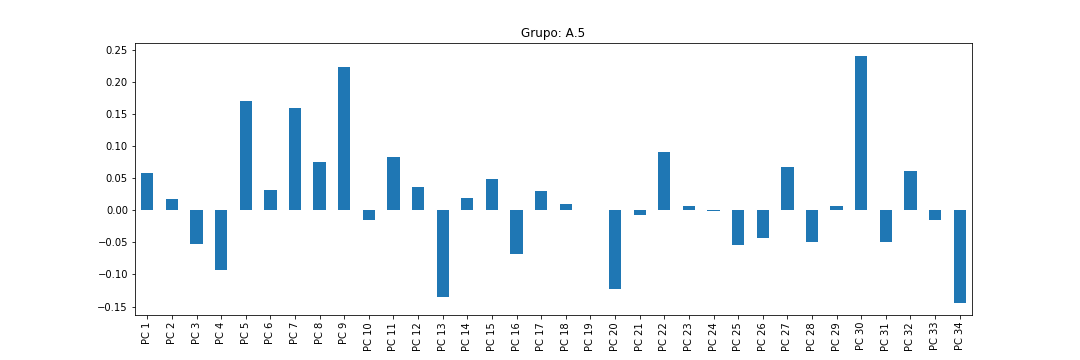 Grupo: A.5
0.25
0.20
0.15
0.10
0.05
0.00
−0.05
−0.10
−0.15
PC 1
PC 2
PC 3
PC 4
PC 5
PC 6
PC 7
PC 8
PC 9
PC 10
PC 11
PC 12
PC 13
PC 14
PC 15
PC 16
PC 17
PC 18
PC 19
PC 20
PC 21
PC 22
PC 23
PC 24
PC 25
PC 26
PC 27
PC 28
PC 29
PC 30
PC 31
PC 32
PC 33
PC 34